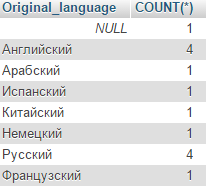 Original_language COUNT(*)
NULL 1
Английский 4
Арабский 1
Испанский 1
Китайский 1
Немецкий 1
Русский 4
Французский 1